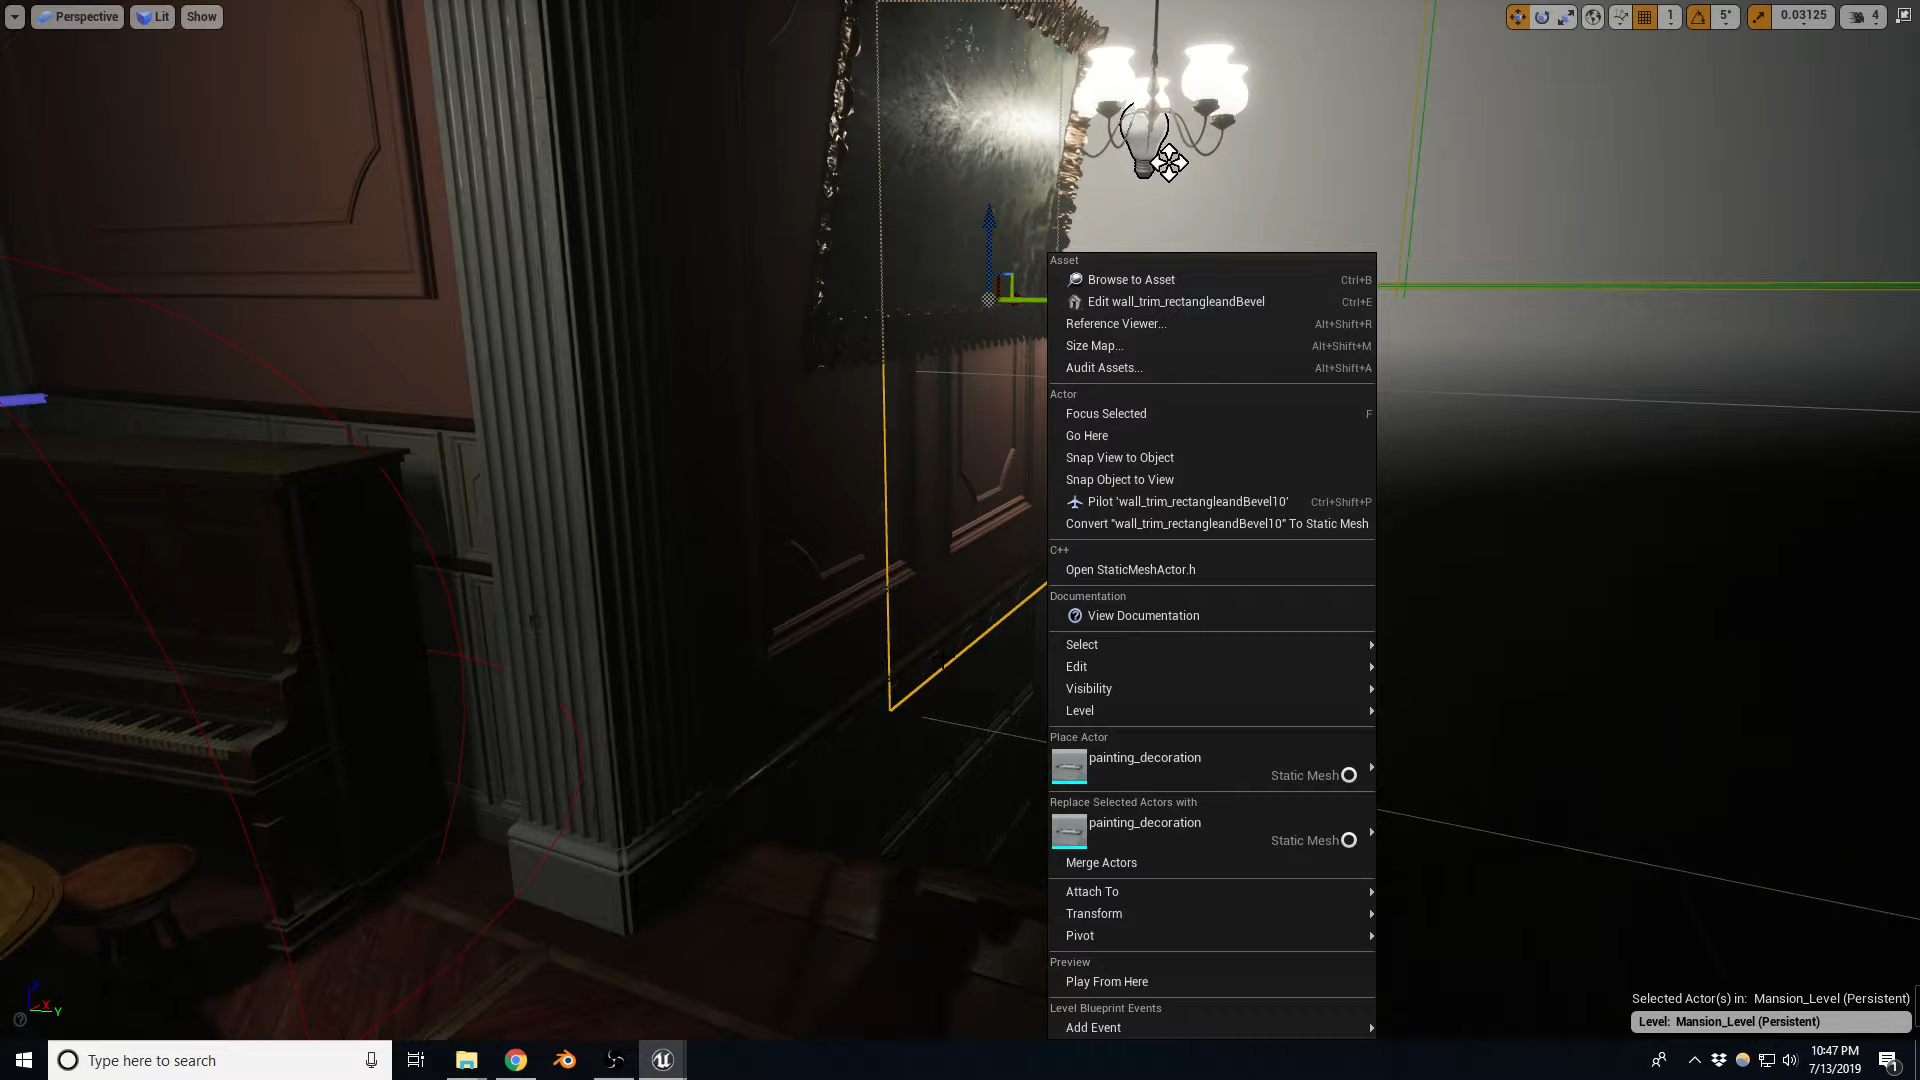 Perspective Lit Show 1 5° 0.03125 4
Asset
Browse to Asset Ctrl+B
Edit wall_trim_rectangleandBevel Ctrl+E
Reference Viewer... Alt+Shift+R
Size Map... Alt+Shift+M
Audit Assets... Alt+Shift+A
Actor
Focus Selected F
Go Here
Snap View to Object
Snap Object to View
Pilot 'wall_trim_rectangleandBevel10' Ctrl+Shift+P
Convert "wall_trim_rectangleandBevel10" To Static Mesh
C++
Open StaticMeshActor.h
Documentation
View Documentation
Select
Edit
Visibility
Level
Place Actor
painting_decoration
Static Mesh
Replace Selected Actors with
painting_decoration
Static Mesh
Merge Actors
Attach To
Transform
Pivot
Preview
Play From Here
Level Blueprint Events
Add Event
Z
X
Y
Selected Actor(s) in: Mansion_Level (Persistent)
Level: Mansion_Level (Persistent)
Type here to search
10:47 PM
7/13/2019
1